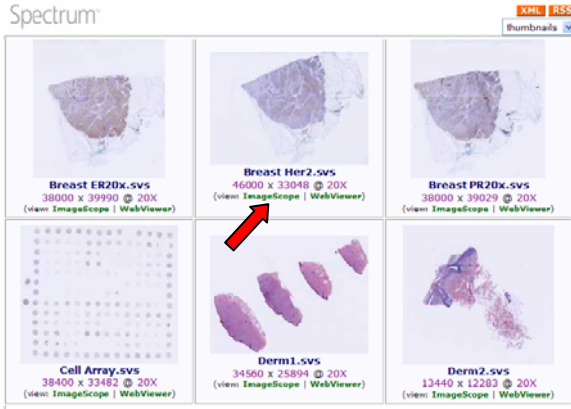 Spectrum™
XML RSS
thumbnails
Breast ER20x.svs
38000 x 39990 @ 20X
(view: ImageScope | WebViewer)
Breast Her2.svs
46000 x 33048 @ 20X
(view: ImageScope | WebViewer)
Breast PR20x.svs
38000 x 39029 @ 20X
(view: ImageScope | WebViewer)
Cell Array.svs
38400 x 33482 @ 20X
(view: ImageScope | WebViewer)
Derm1.svs
34560 x 25894 @ 20X
(view: ImageScope | WebViewer)
Derm2.svs
13440 x 12283 @ 20X
(view: ImageScope | WebViewer)